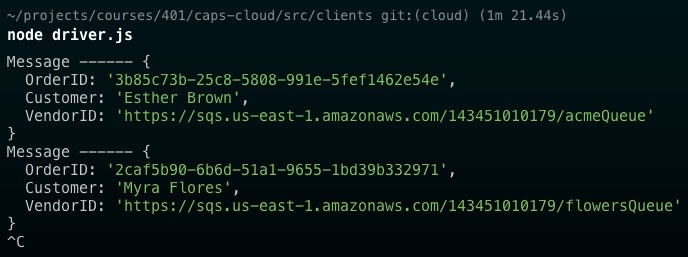 ~/projects/courses/401/caps-cloud/src/clients git:(cloud) (1m 21.44s)
node driver.js
Message ------ {
  OrderID: '3b85c73b-25c8-5808-991e-5fef1462e54e',
  Customer: 'Esther Brown',
  VendorID: 'https://sqs.us-east-1.amazonaws.com/143451010179/acmeQueue'
}
Message ------ {
  OrderID: '2caf5b90-6b6d-51a1-9655-1bd39b332971',
  Customer: 'Myra Flores',
  VendorID: 'https://sqs.us-east-1.amazonaws.com/143451010179/flowersQueue'
}
^C